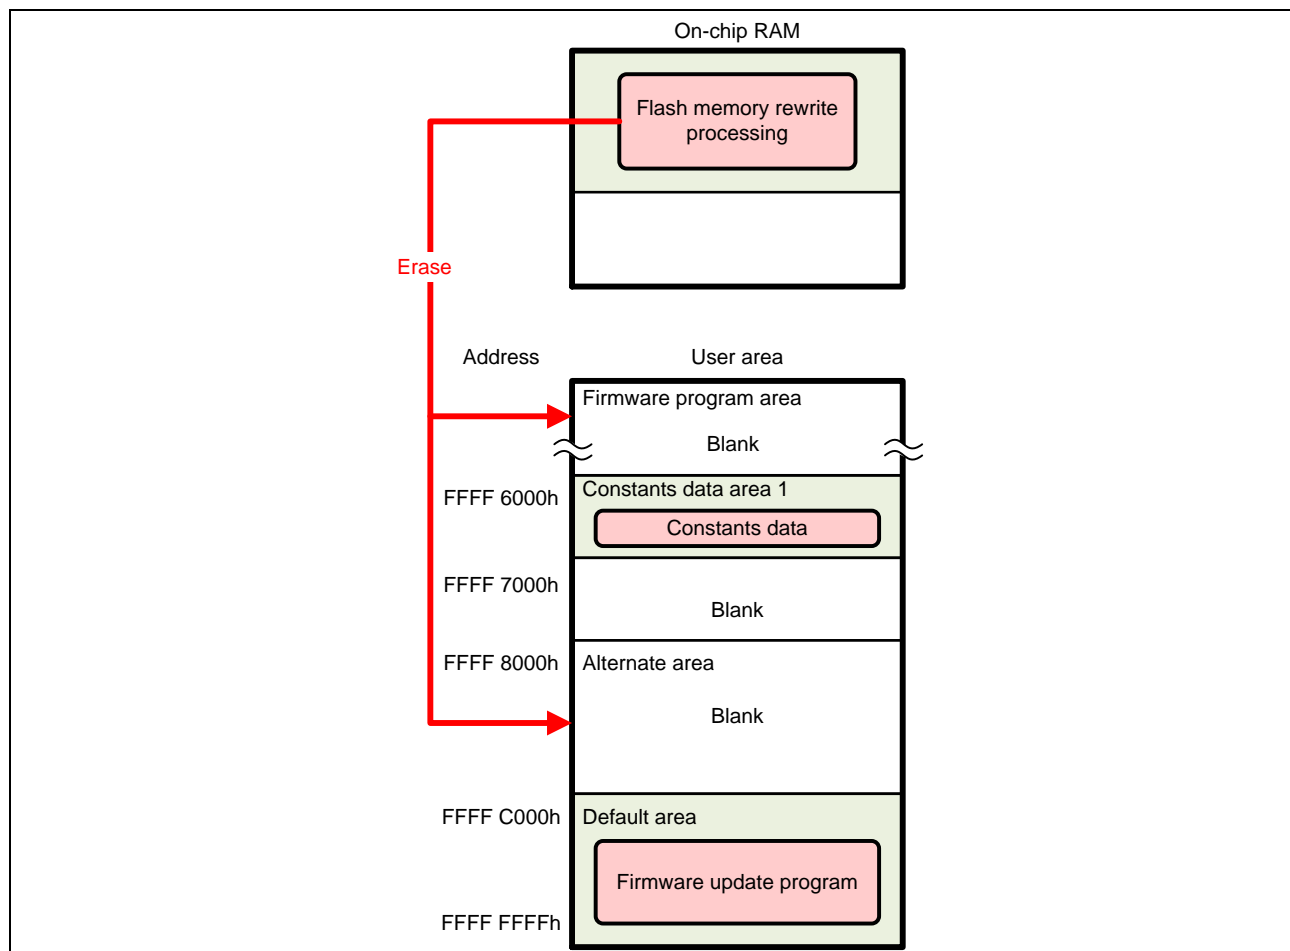 On-chip RAM
Flash memory rewrite
processing
Erase
Address
User area
Firmware program area
Blank
FFFF 6000h
Constants data area 1
Constants data
FFFF 7000h
Blank
FFFF 8000h
Alternate area
Blank
FFFF C000h
Default area
Firmware update program
FFFF FFFFh